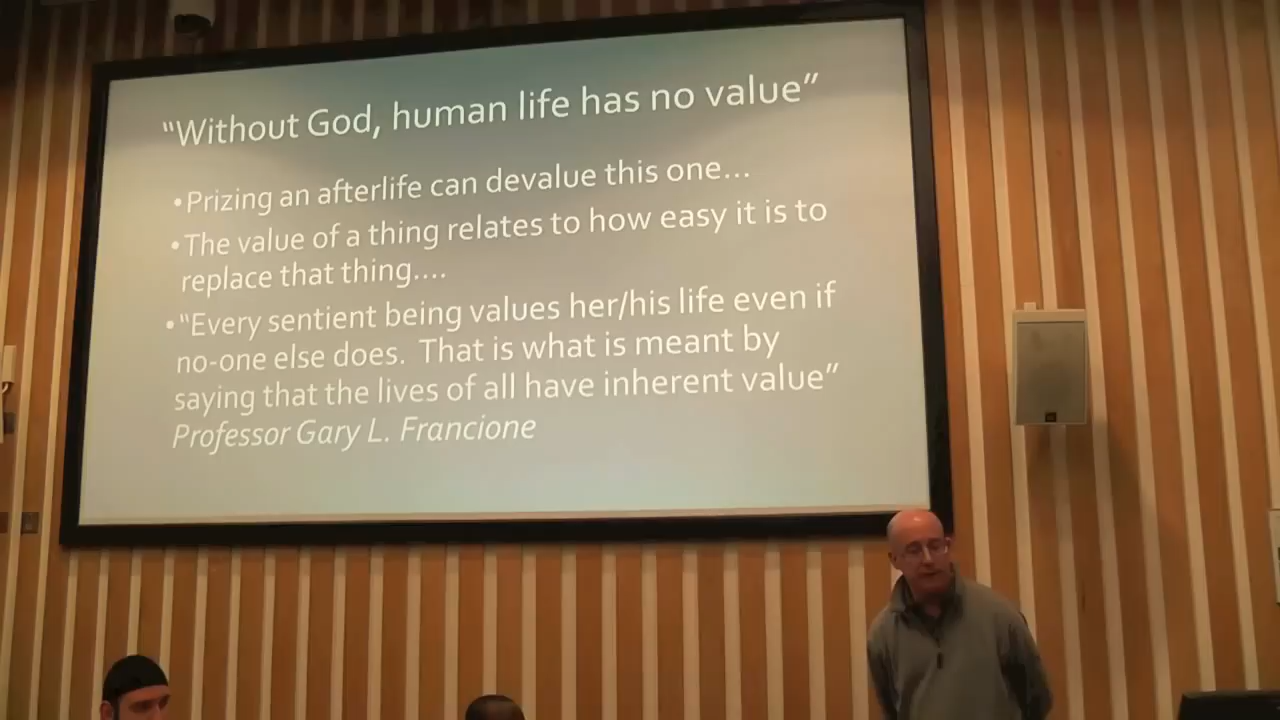 “Without God, human life has no value”
•Prizing an afterlife can devalue this one...
•The value of a thing relates to how easy it is to
replace that thing....
•“Every sentient being values her/his life even if
no-one else does.  That is what is meant by
saying that the lives of all have inherent value”
Professor Gary L. Francione